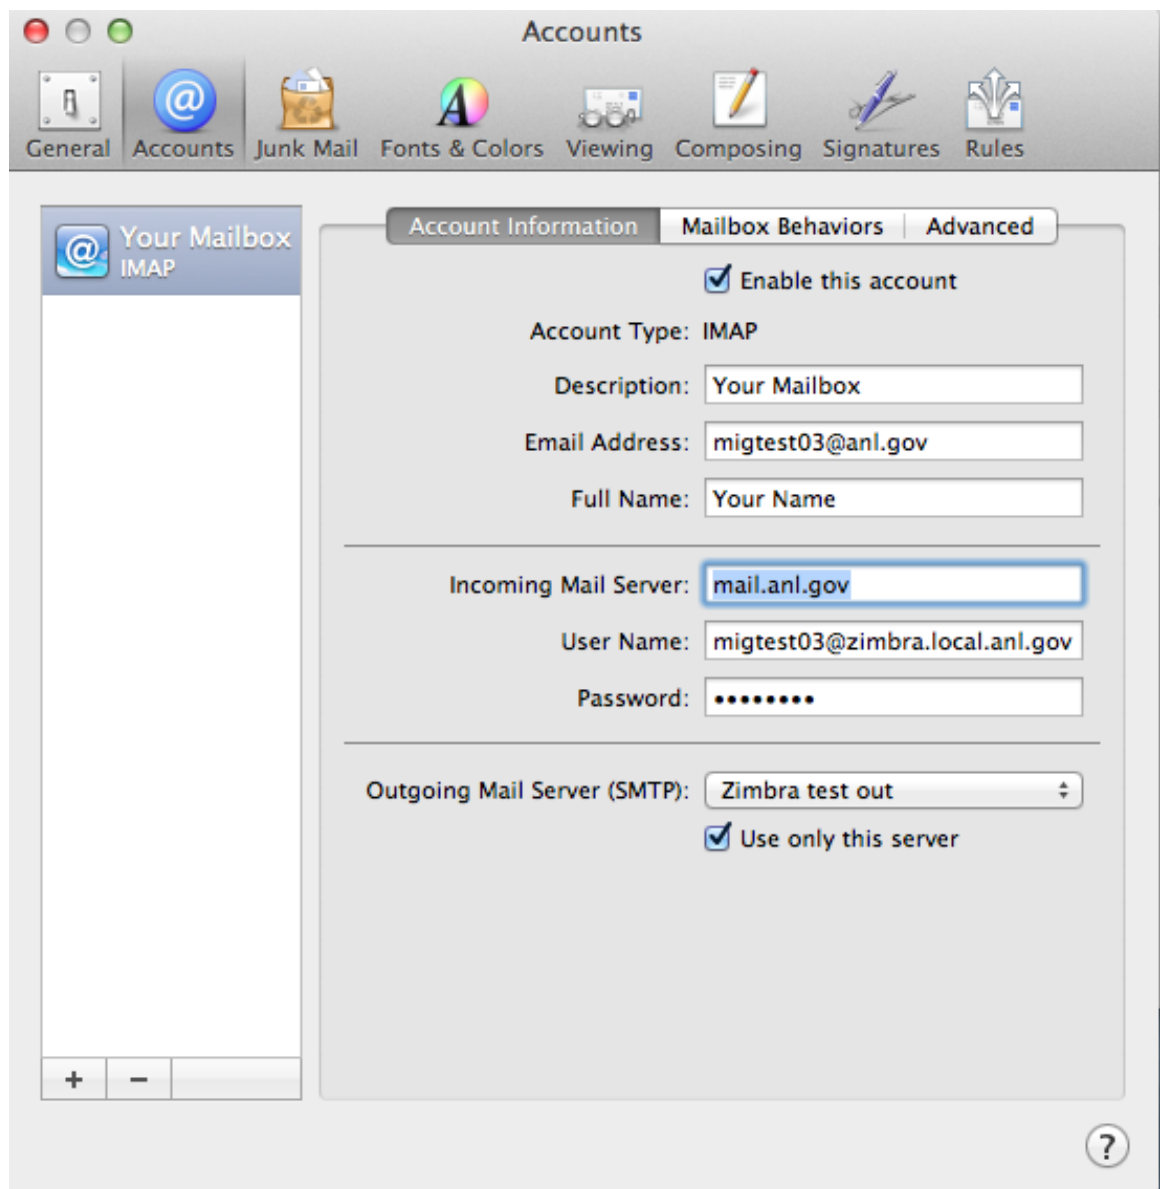 Accounts
General Accounts Junk Mail Fonts & Colors Viewing Composing Signatures Rules
Your Mailbox
IMAP
Account Information Mailbox Behaviors Advanced
Enable this account
Account Type: IMAP
Description: Your Mailbox
Email Address: migtest03@anl.gov
Full Name: Your Name
Incoming Mail Server: mail.anl.gov
User Name: migtest03@zimbra.local.anl.gov
Password: ••••••••
Outgoing Mail Server (SMTP): Zimbra test out
Use only this server
+ −
?